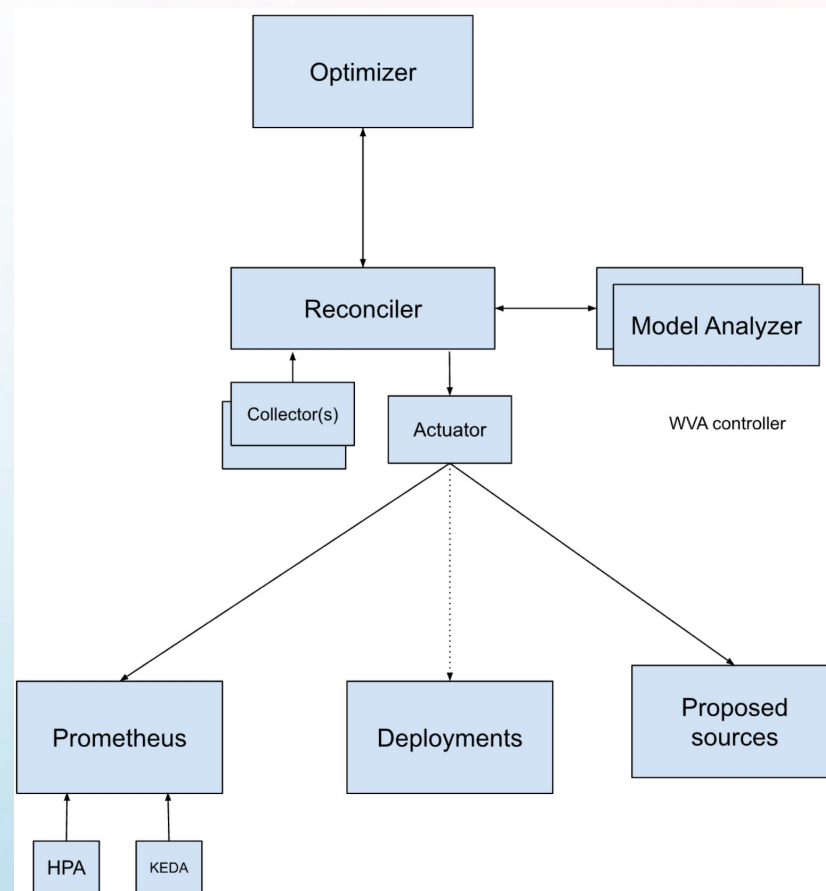 Optimizer
Reconciler
Model Analyzer
Collector(s)
Actuator
WVA controller
Prometheus
Deployments
Proposed
sources
HPA
KEDA